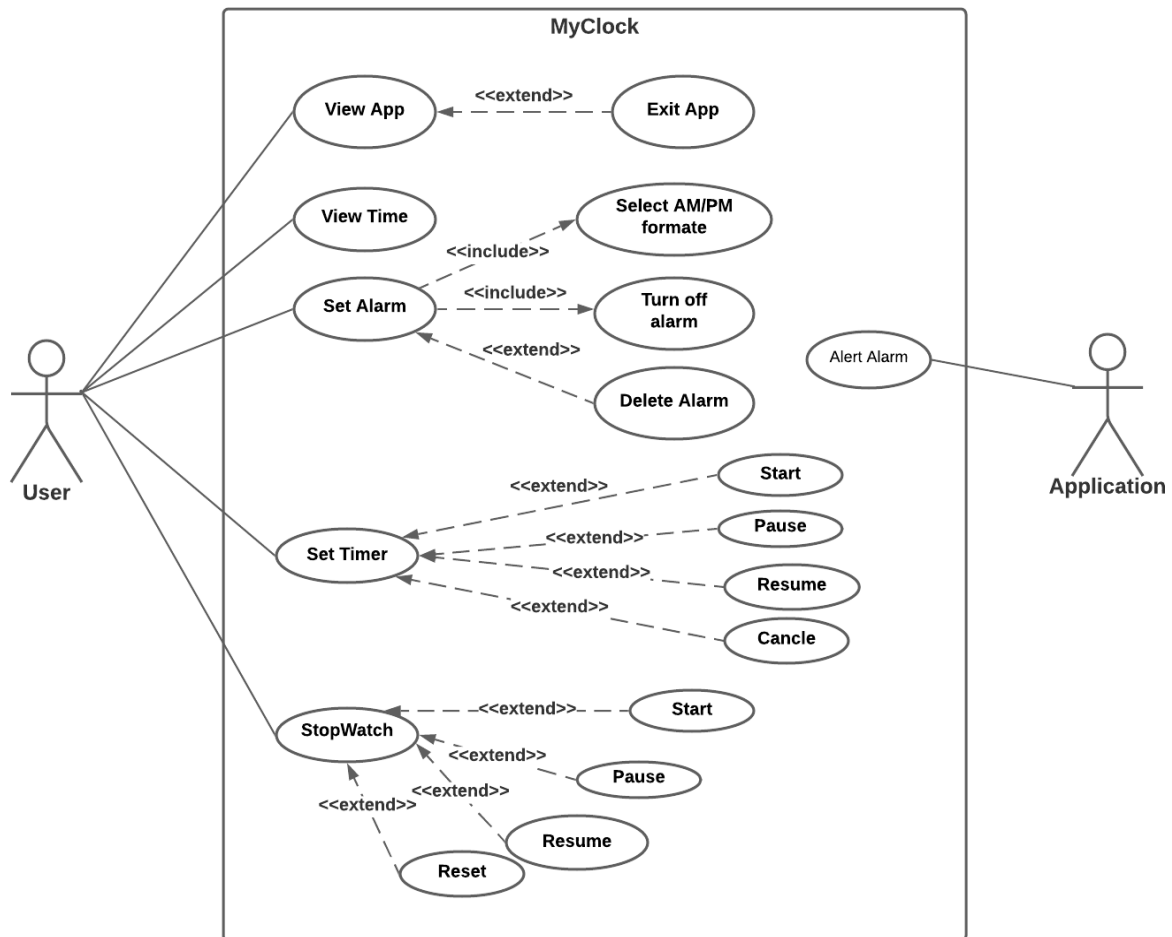 MyClock
View App
<<extend>>
Exit App
View Time
Select AM/PM
formate
<<include>>
Set Alarm
<<include>>
Turn off
alarm
<<extend>>
Delete Alarm
Alert Alarm
User
Application
Set Timer
<<extend>>
Start
<<extend>>
Pause
<<extend>>
Resume
<<extend>>
Cancle
StopWatch
<<extend>>
Start
<<extend>>
Pause
<<extend>>
Resume
<<extend>>
Reset